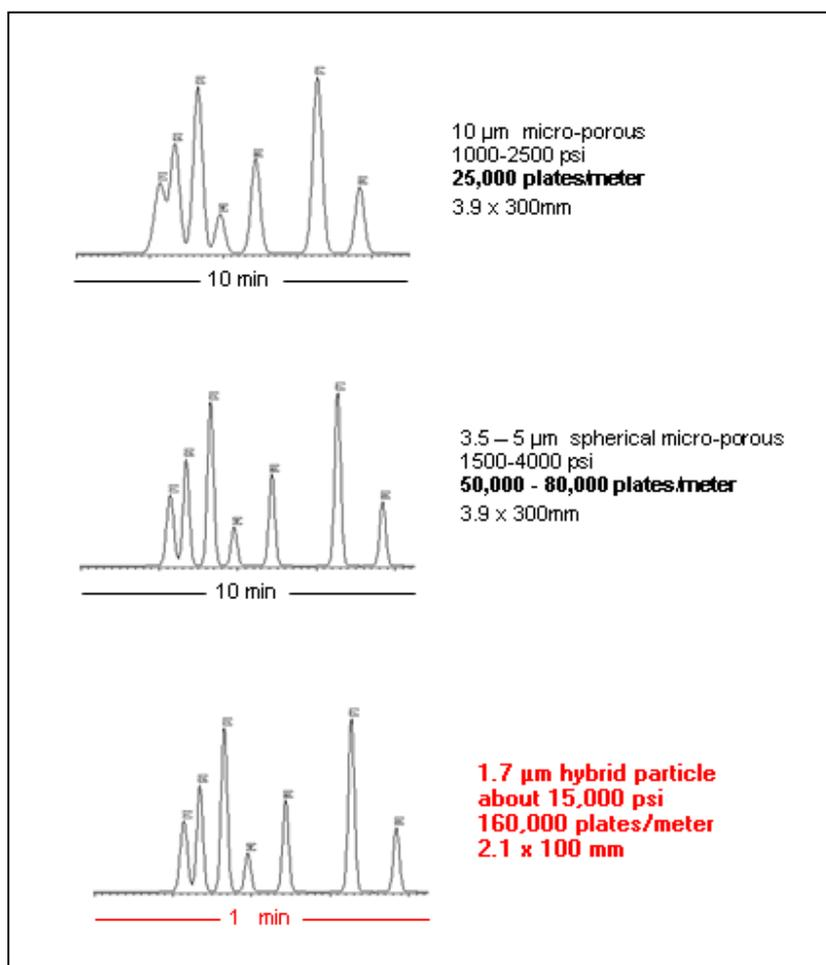 10 µm micro-porous
1000-2500 psi
25,000 plates/meter
3.9 x 300mm
10 min
3.5 – 5 µm spherical micro-porous
1500-4000 psi
50,000 - 80,000 plates/meter
3.9 x 300mm
10 min
1.7 µm hybrid particle
about 15,000 psi
160,000 plates/meter
2.1 x 100 mm
1 min